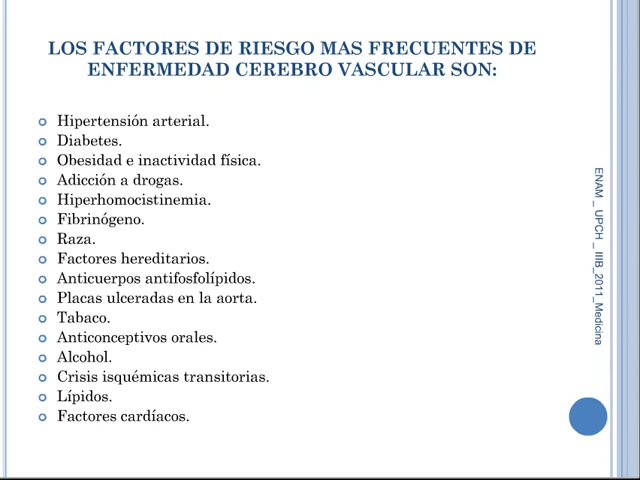 LOS FACTORES DE RIESGO MAS FRECUENTES DE
ENFERMEDAD CEREBRO VASCULAR SON:
Hipertensión arterial.
Diabetes.
Obesidad e inactividad física.
Adicción a drogas.
Hiperhomocistinemia.
Fibrinógeno.
Raza.
Factores hereditarios.
Anticuerpos antifosfolípidos.
Placas ulceradas en la aorta.
Tabaco.
Anticonceptivos orales.
Alcohol.
Crisis isquémicas transitorias.
Lípidos.
Factores cardíacos.
ENAM _ UPCH _ IIIB_2011_Medicina